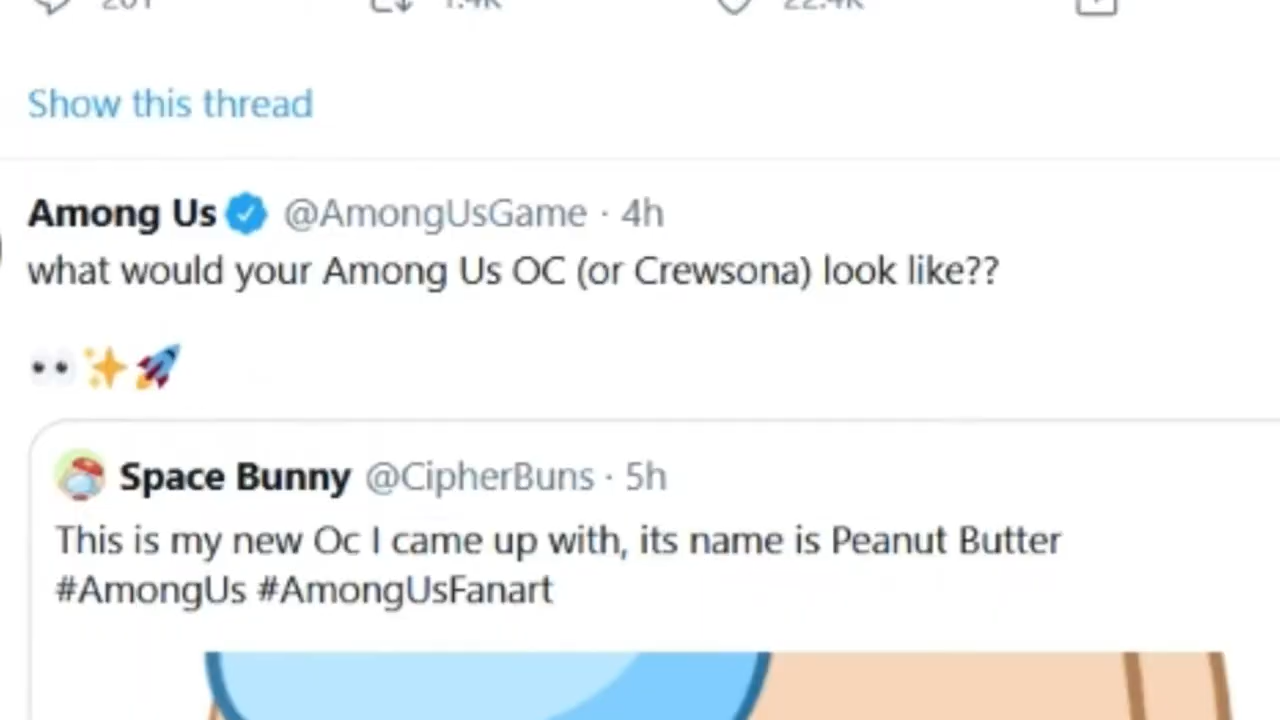 Show this thread
Among Us @AmongUsGame · 4h
what would your Among Us OC (or Crewsona) look like??
👀✨🚀
Space Bunny @CipherBuns · 5h
This is my new Oc I came up with, its name is Peanut Butter
#AmongUs #AmongUsFanart